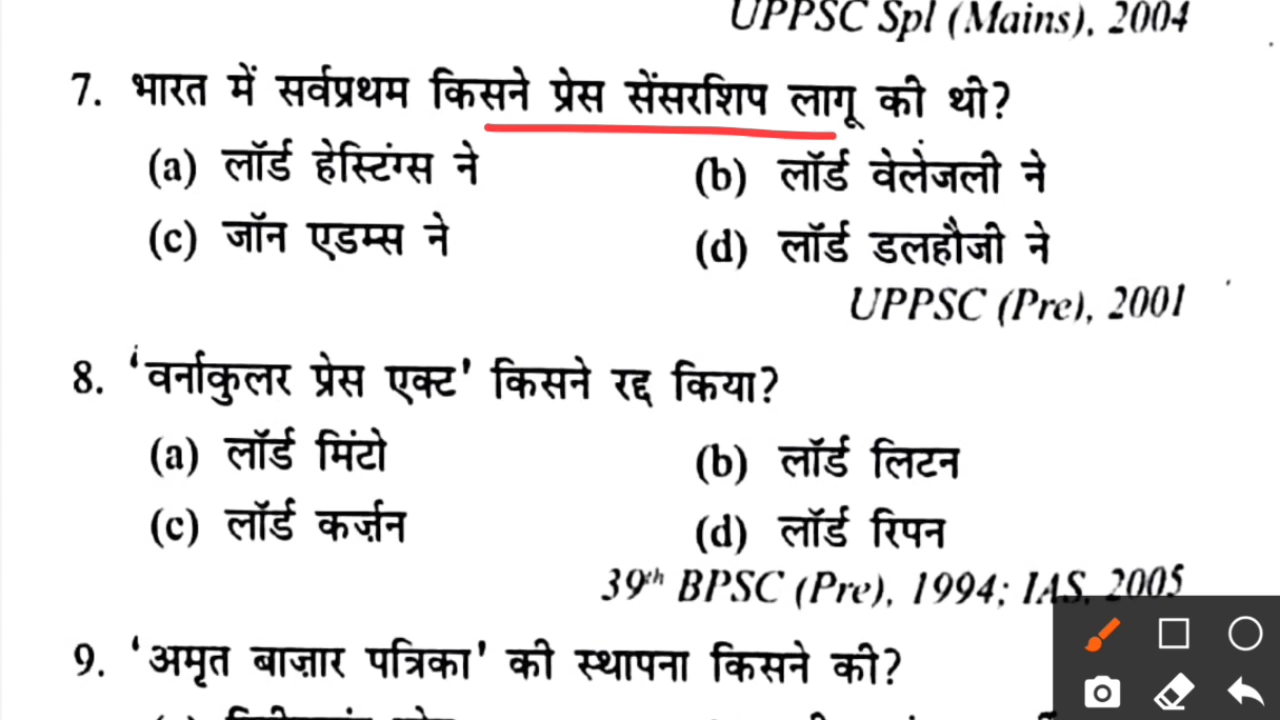 UPPSC Spl (Mains), 2004
7. भारत में सर्वप्रथम किसने प्रेस सेंसरशिप लागू की थी?
(a) लॉर्ड हेस्टिंग्स ने (b) लॉर्ड वेलेजली ने
(c) जॉन एडम्स ने (d) लॉर्ड डलहौजी ने
UPPSC (Pre), 2001
8. 'वर्नाकुलर प्रेस एक्ट' किसने रद्द किया?
(a) लॉर्ड मिंटो (b) लॉर्ड लिटन
(c) लॉर्ड कर्ज़न (d) लॉर्ड रिपन
39th BPSC (Pre), 1994; IAS, 2005
9. 'अमृत बाज़ार पत्रिका' की स्थापना किसने की?